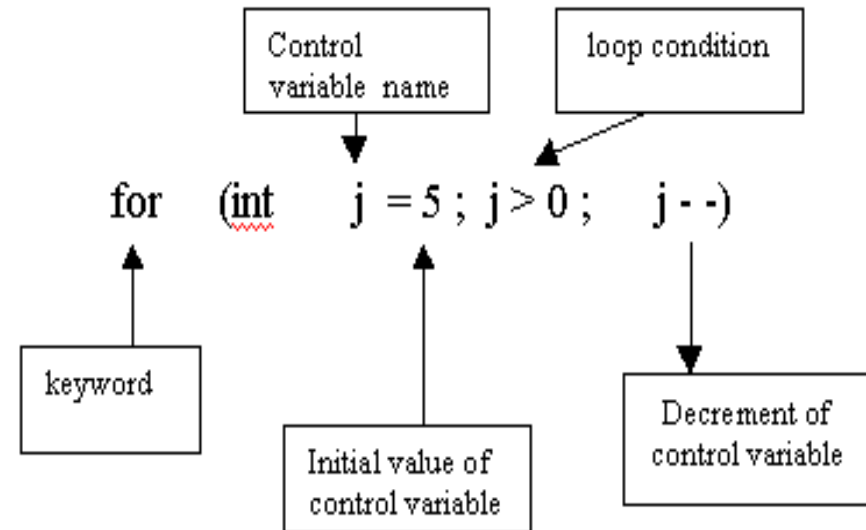 Control
variable name
loop condition
for (int j = 5 ; j > 0 ; j - -)
keyword
Initial value of
control variable
Decrement of
control variable